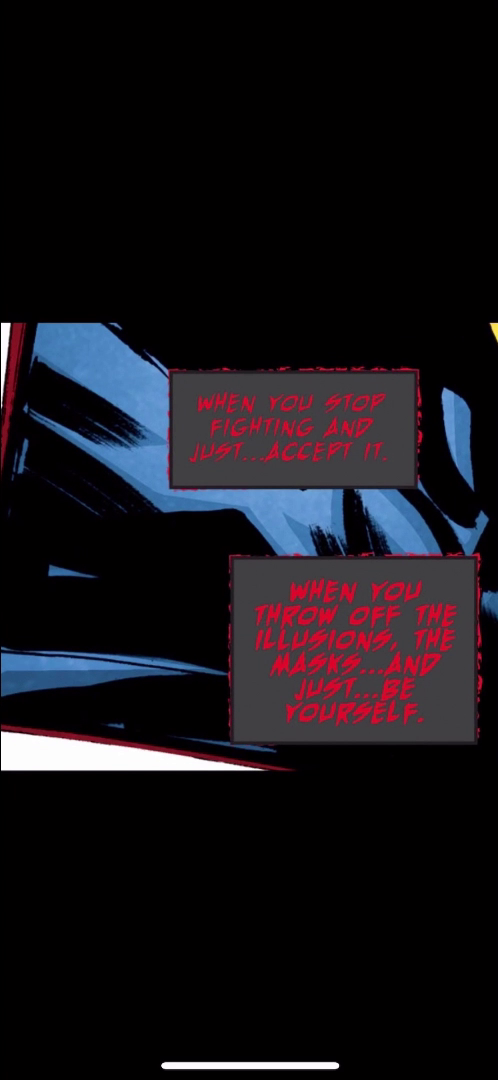 WHEN YOU STOP
FIGHTING AND
JUST...ACCEPT IT.
WHEN YOU
THROW OFF THE
ILLUSIONS, THE
MASKS...AND
JUST...BE
YOURSELF.